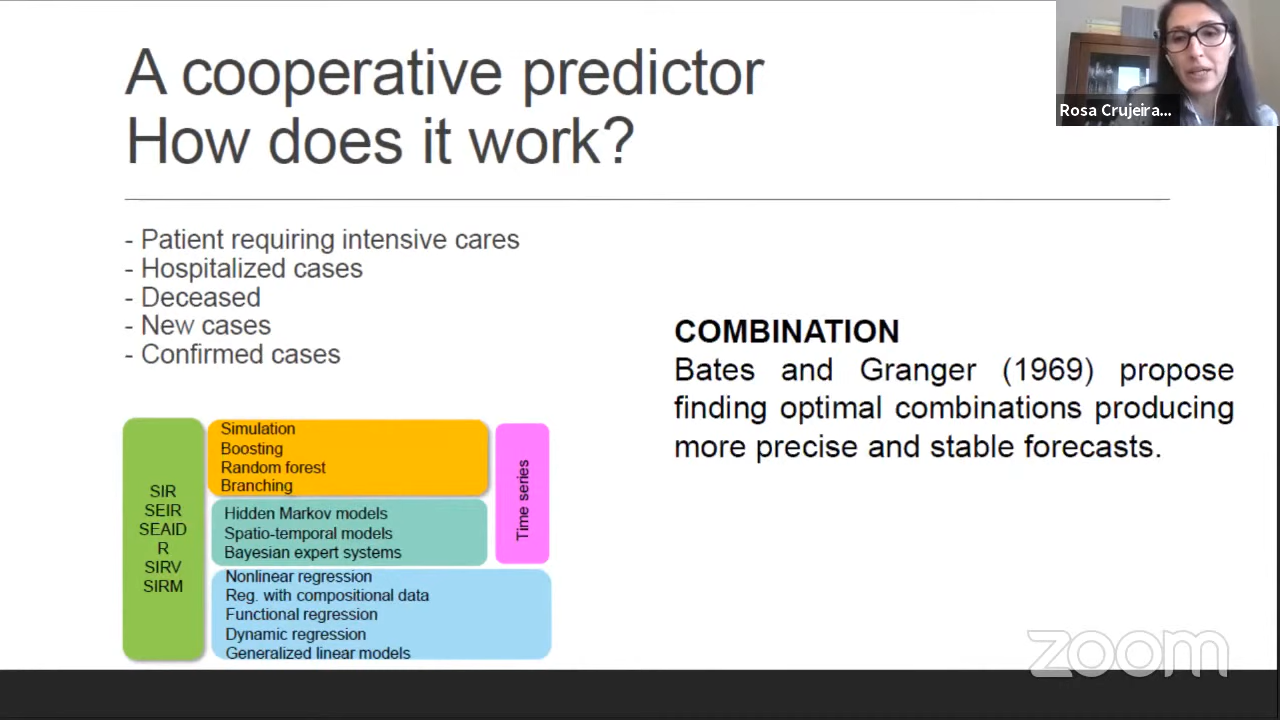 A cooperative predictor
How does it work?
Rosa Crujeira...
- Patient requiring intensive cares
- Hospitalized cases
- Deceased
- New cases
- Confirmed cases
COMBINATION
Bates and Granger (1969) propose
finding optimal combinations producing
more precise and stable forecasts.
SIR
SEIR
SEAID
R
SIRV
SIRM
Simulation
Boosting
Random forest
Branching
Hidden Markov models
Spatio-temporal models
Bayesian expert systems
Nonlinear regression
Reg. with compositional data
Functional regression
Dynamic regression
Generalized linear models
Time series
zoom